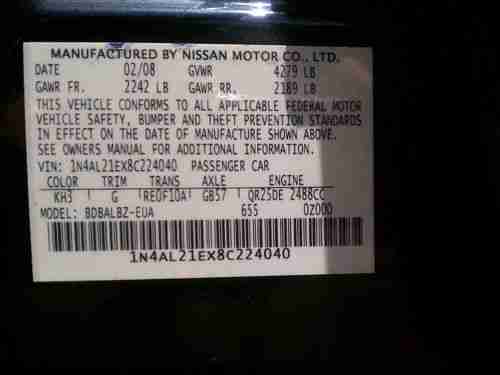 MANUFACTURED BY NISSAN MOTOR CO., LTD.
DATE 02/08 GVWR 4279 LB
GAWR FR. 2242 LB GAWR RR. 2189 LB
THIS VEHICLE CONFORMS TO ALL APPLICABLE FEDERAL MOTOR
VEHICLE SAFETY, BUMPER AND THEFT PREVENTION STANDARDS
IN EFFECT ON THE DATE OF MANUFACTURE SHOWN ABOVE.
SEE OWNERS MANUAL FOR ADDITIONAL INFORMATION.
VIN: 1N4AL21EX8C224040 PASSENGER CAR
COLOR TRIM TRANS AXLE ENGINE
KH3 G RE0F10A GB57 QR25DE 2488CC
MODEL: BDBALBZ-EUA 655 0Z000
1N4AL21EX8C224040